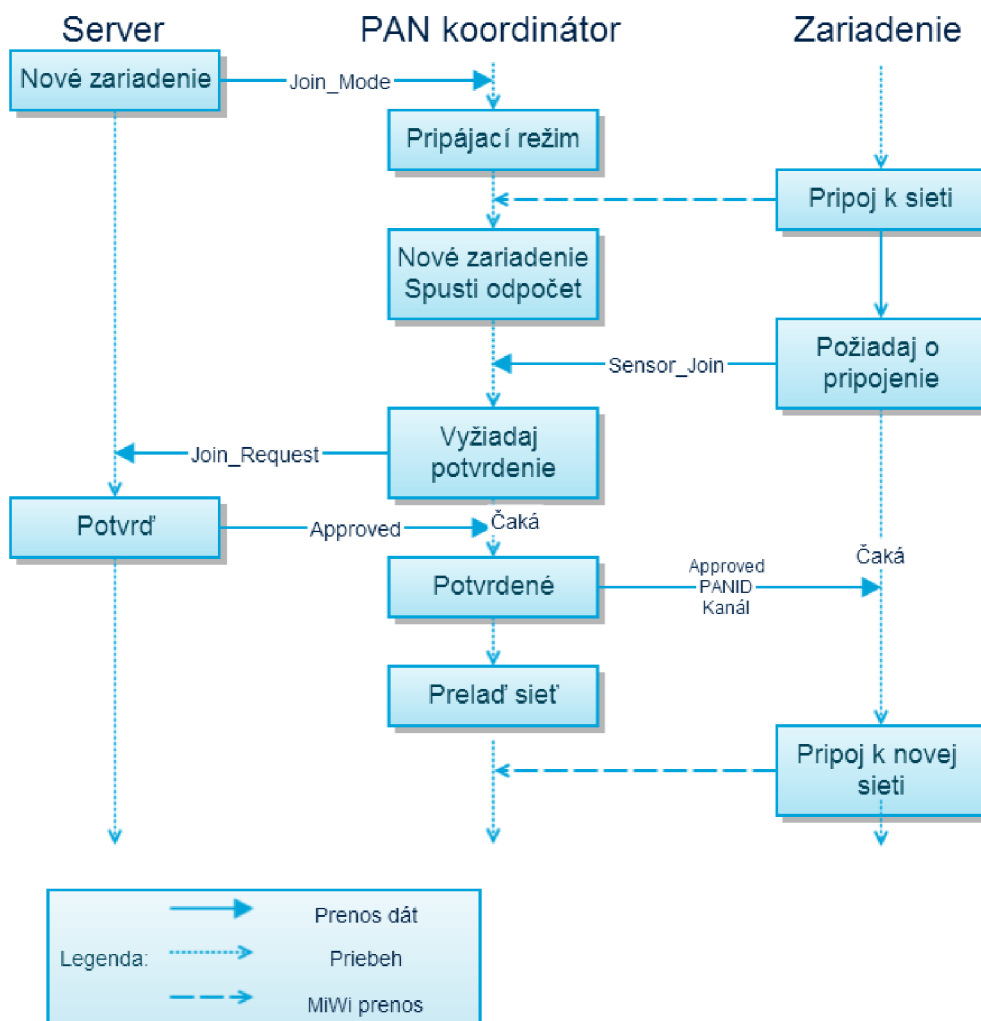 Server
PAN koordinátor
Zariadenie
Nové zariadenie
Join_Mode
Pripájací režim
Pripoj k sieti
Nové zariadenie
Spusti odpočet
Sensor_Join
Požiadaj o
pripojenie
Join_Request
Vyžiadaj
potvrdenie
Potvrď
Approved
Čaká
Potvrdené
Approved
PANID
Kanál
Čaká
Prelaď sieť
Pripoj k novej
sieti
Legenda:
Prenos dát
Priebeh
MiWi prenos